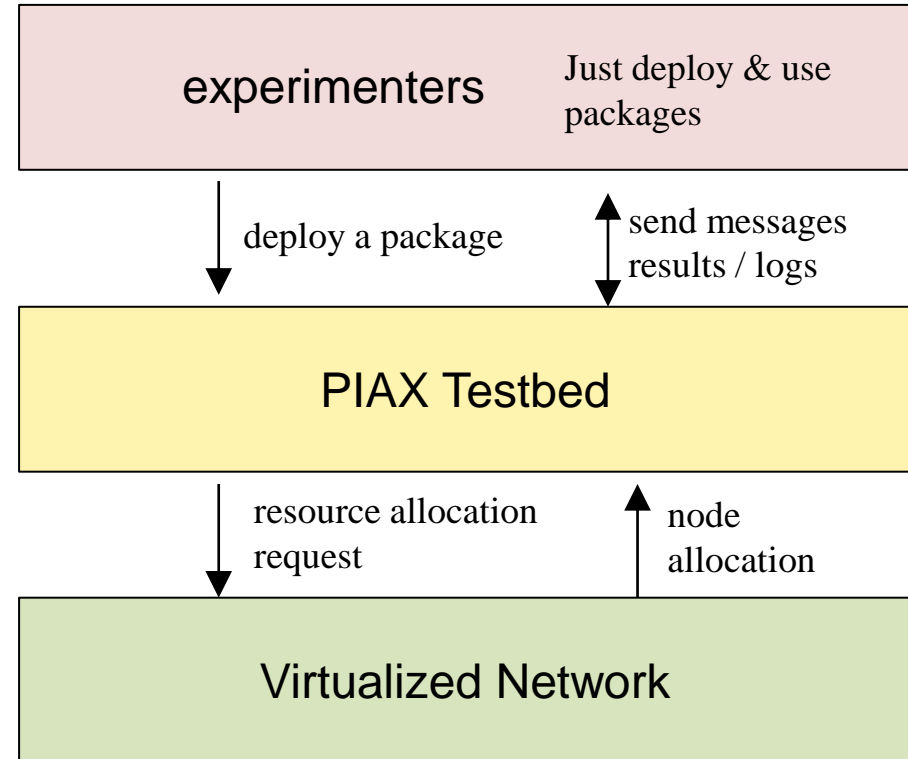 experimenters
Just deploy & use
packages
deploy a package
send messages
results / logs
PIAX Testbed
resource allocation
request
node
allocation
Virtualized Network